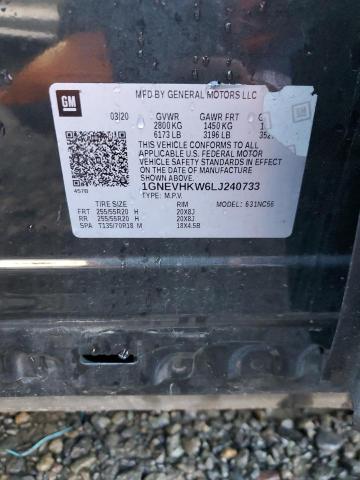 GM
MFD BY GENERAL MOTORS LLC
03/20 GVWR GAWR FRT
2800 KG 1450 KG
6173 LB 3196 LB
THIS VEHICLE CONFORMS TO ALL
APPLICABLE U.S. FEDERAL MOTOR
VEHICLE SAFETY STANDARDS IN EFFECT
ON THE DATE OF MANUFACTURE
SHOWN ABOVE.
1GNEVHKW6LJ240733
TYPE: M.P.V.
457B
TIRE SIZE RIM MODEL: 631NC56
FRT 255/55R20 H 20X8J
RR 255/55R20 H 20X8J
SPA T135/70R18 M 18X4.5B